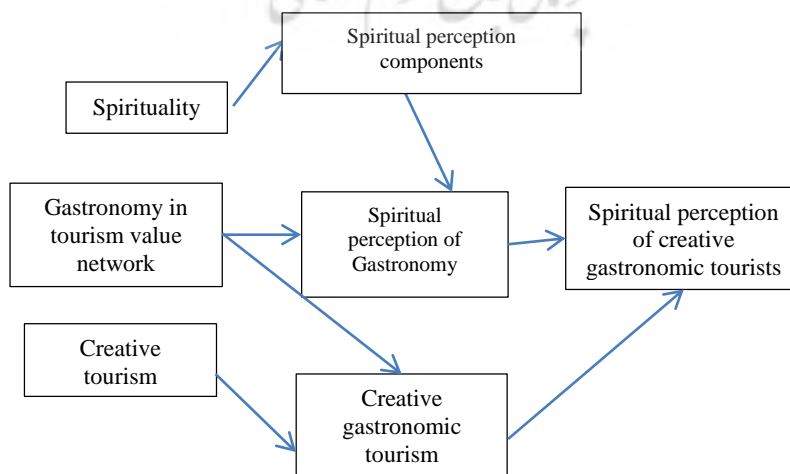 Spiritual perception
components
Spirituality
Gastronomy in
tourism value
network
Spiritual
perception of
Gastronomy
Spiritual perception
of creative
gastronomic tourists
Creative
tourism
Creative
gastronomic
tourism